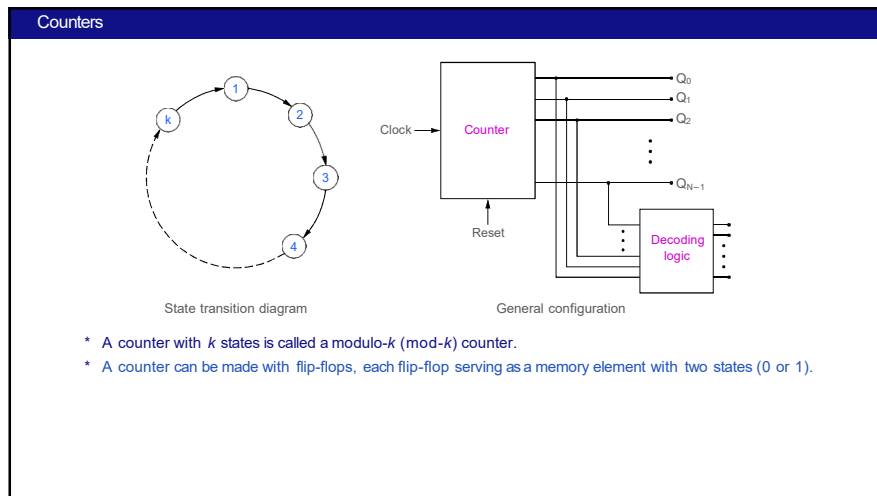 Counters
1
2
3
4
k
Clock
Counter
Reset
Q0
Q1
Q2
QN−1
Decoding
logic
State transition diagram
General configuration
* A counter with k states is called a modulo-k (mod-k) counter.
* A counter can be made with flip-flops, each flip-flop serving as a memory element with two states (0 or 1).